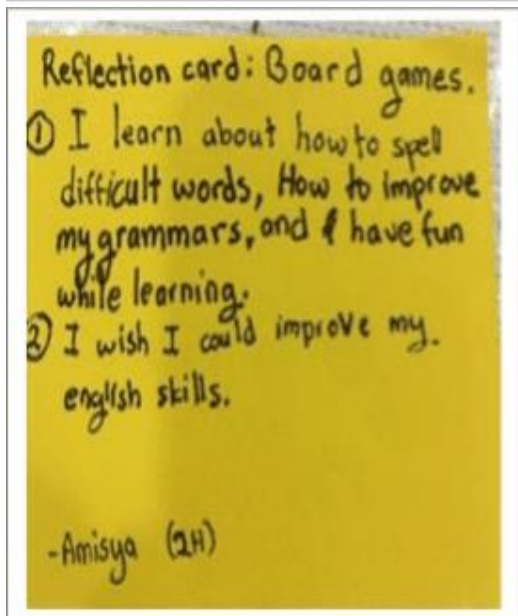 Reflection card: Board games.
① I learn about how to spell
difficult words, How to improve
my grammars, and I have fun
while learning.
② I wish I could improve my.
english skills.
-Amisya (2H)